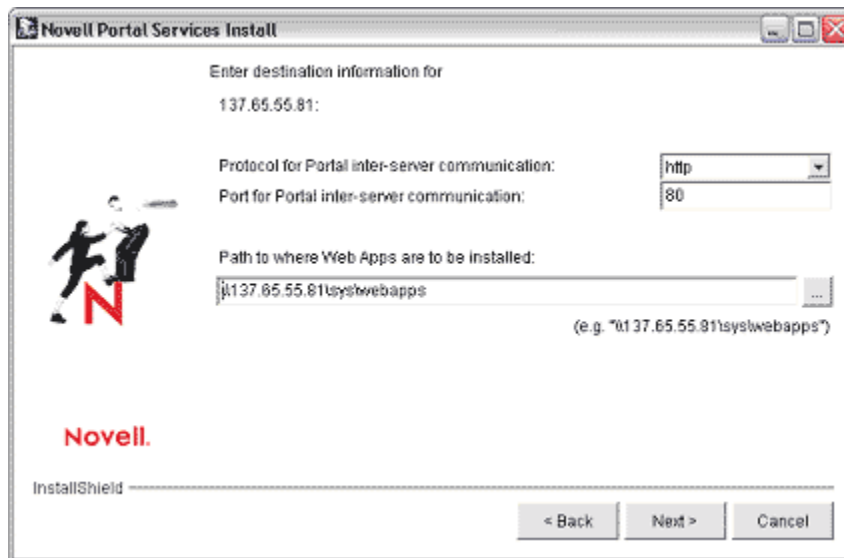 Novell Portal Services Install
Enter destination information for
137.65.55.81:
Protocol for Portal inter-server communication:
http
Port for Portal inter-server communication:
80
Path to where Web Apps are to be installed:
\\137.65.55.81\sys\webapps
...
(e.g. "\\137.65.55.81\sys\webapps")
N
Novell.
InstallShield
< Back
Next >
Cancel